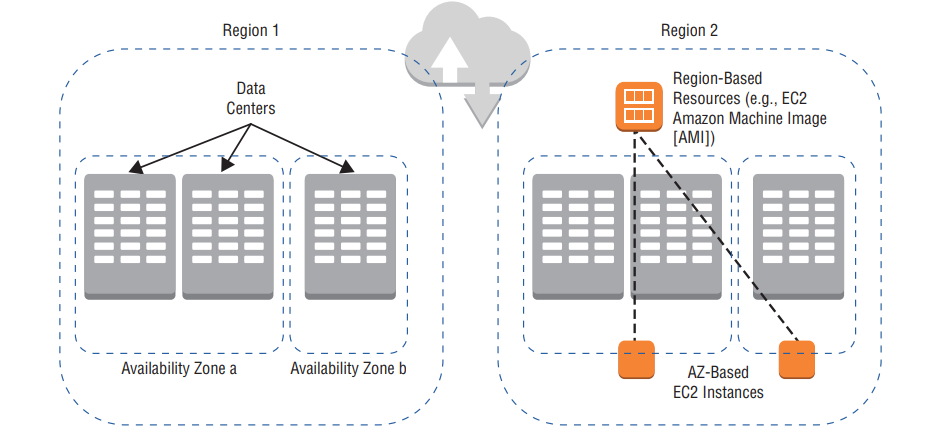 Region 1
Region 2
Data
Centers
Region-Based
Resources (e.g., EC2
Amazon Machine Image
[AMI])
Availability Zone a
Availability Zone b
AZ-Based
EC2 Instances